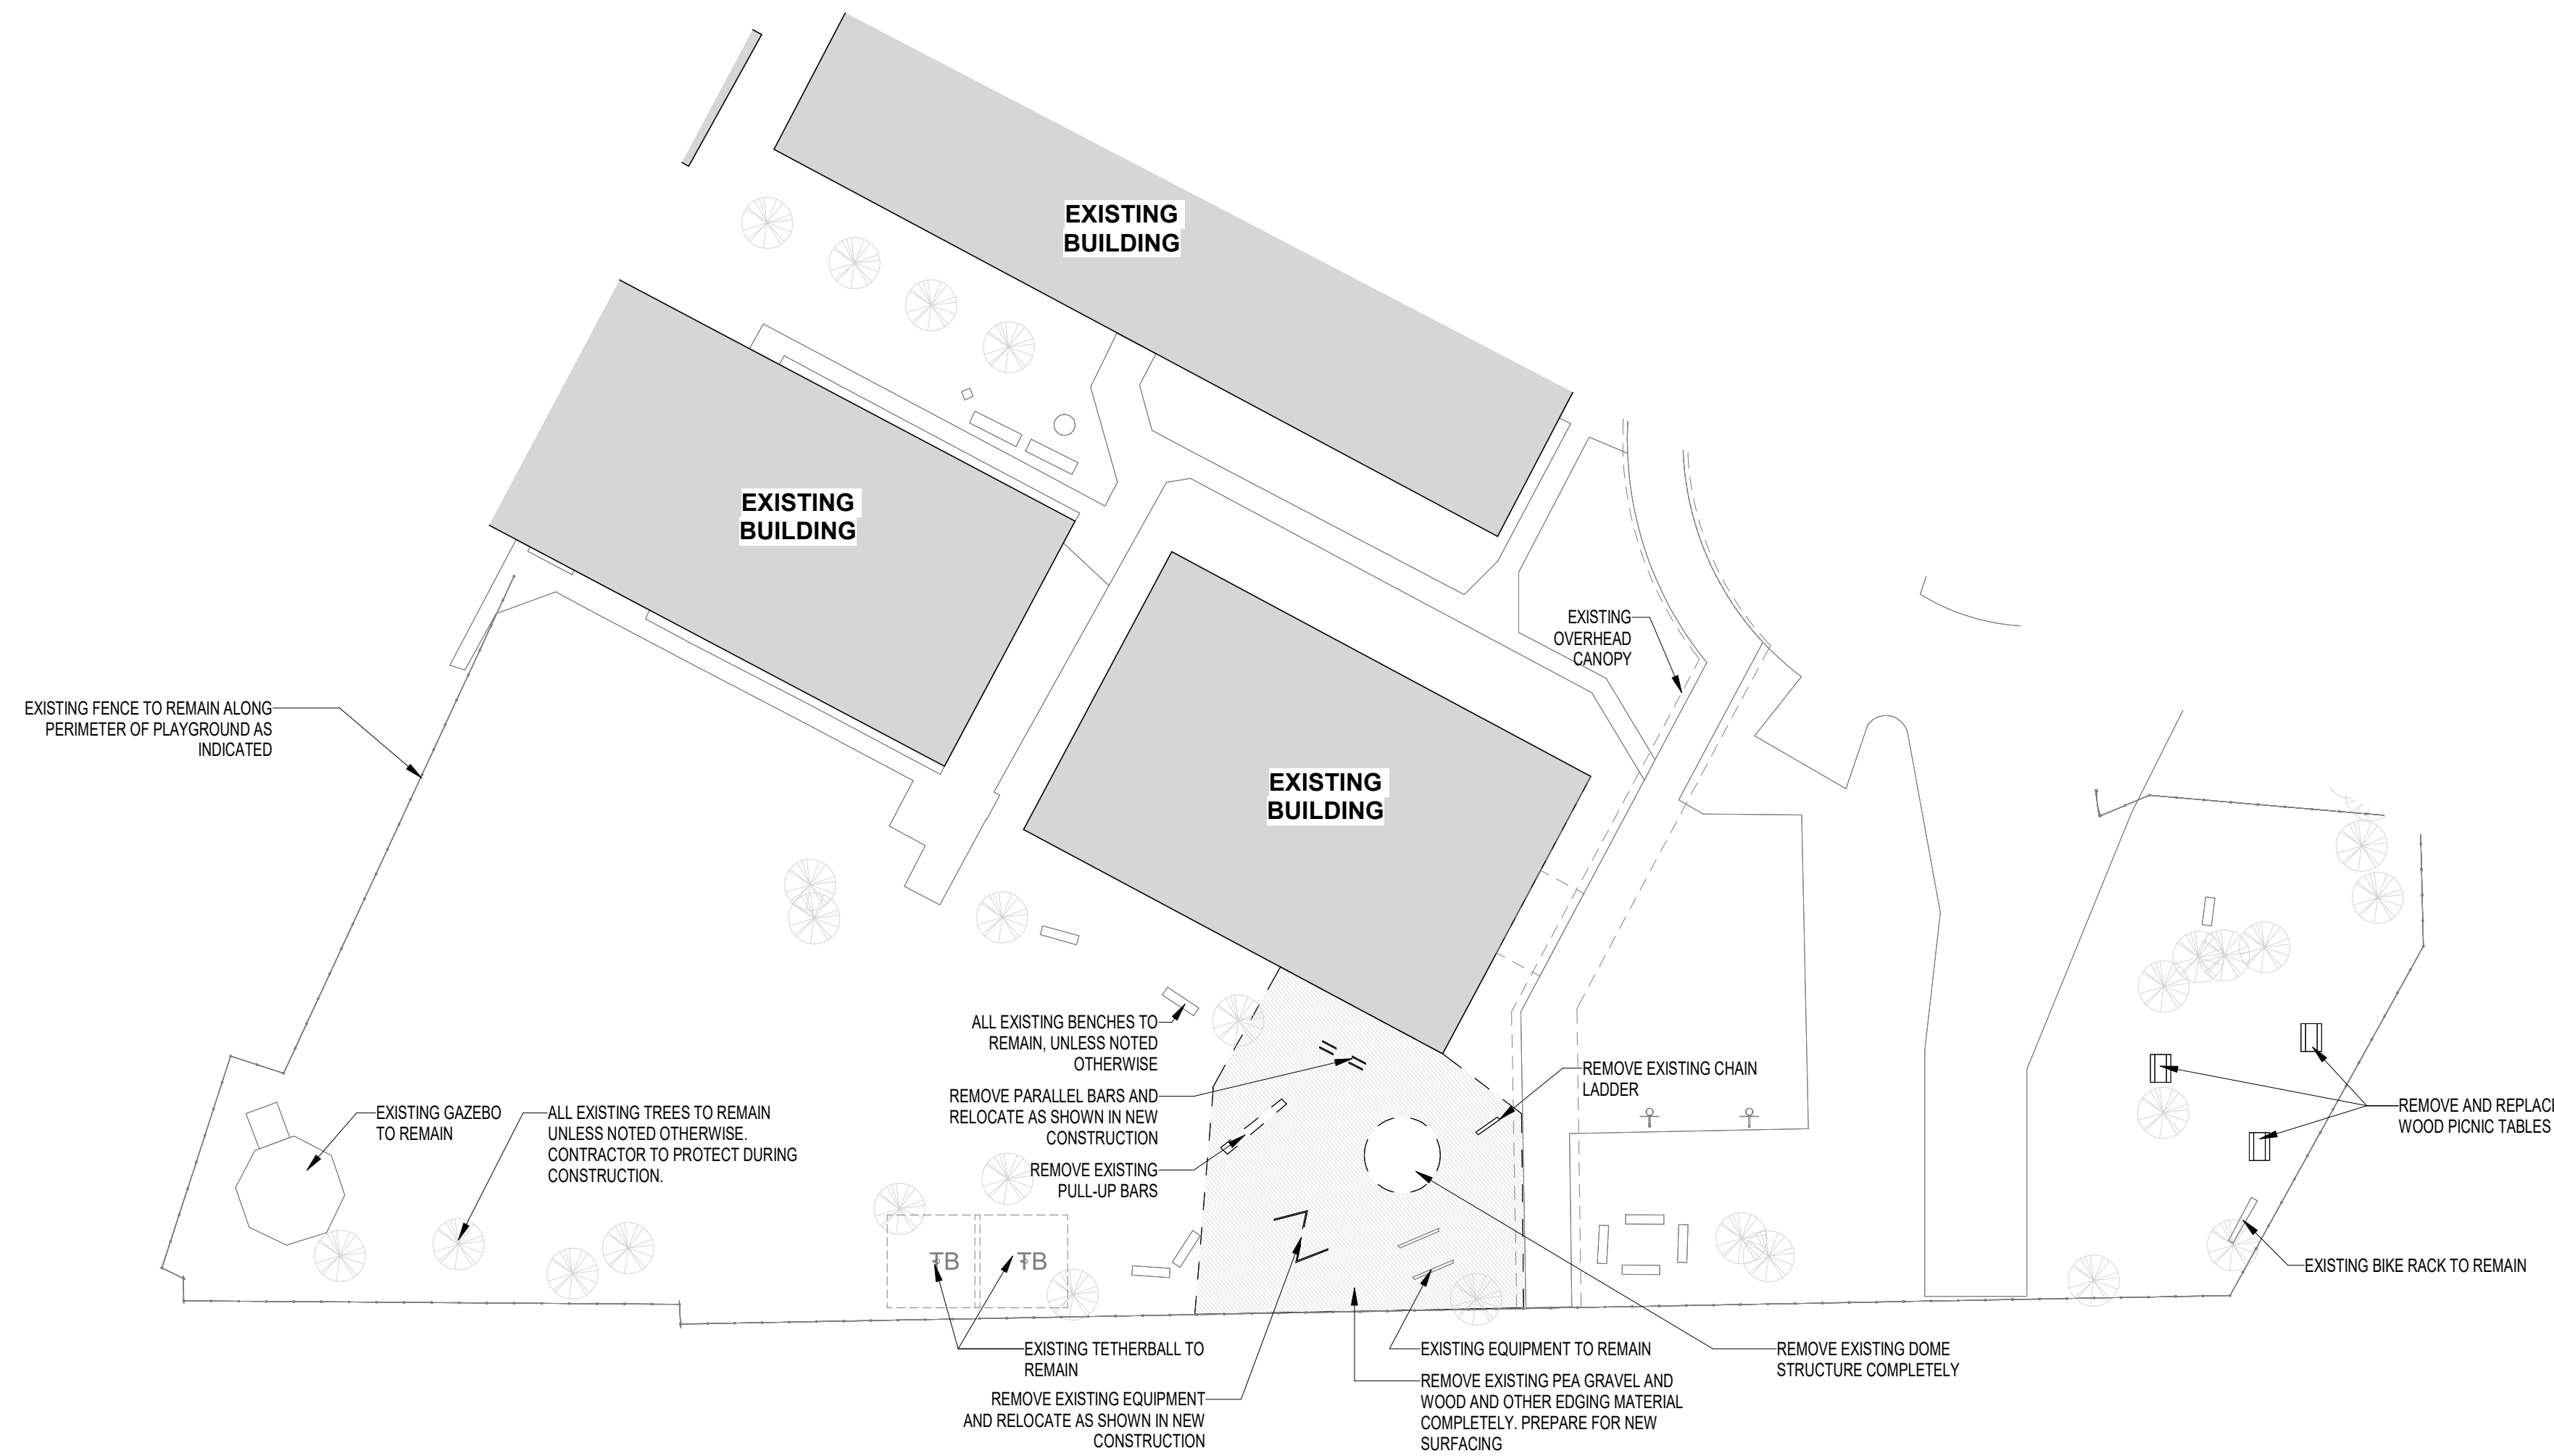 EXISTING
BUILDING
EXISTING
BUILDING
EXISTING
OVERHEAD
CANOPY
EXISTING FENCE TO REMAIN ALONG
PERIMETER OF PLAYGROUND AS
INDICATED
EXISTING
BUILDING
ALL EXISTING BENCHES TO
REMAIN, UNLESS NOTED
OTHERWISE
REMOVE EXISTING CHAIN
LADDER
REMOVE PARALLEL BARS AND
RELOCATE AS SHOWN IN NEW
CONSTRUCTION
EXISTING GAZEBO
TO REMAIN
ALL EXISTING TREES TO REMAIN
UNLESS NOTED OTHERWISE.
CONTRACTOR TO PROTECT DURING
CONSTRUCTION.
REMOVE AND REPLACE
WOOD PICNIC TABLES
REMOVE EXISTING
PULL-UP BARS
TB
TB
EXISTING BIKE RACK TO REMAIN
EXISTING TETHERBALL TO
REMAIN
EXISTING EQUIPMENT TO REMAIN
REMOVE EXISTING DOME
STRUCTURE COMPLETELY
REMOVE EXISTING EQUIPMENT
AND RELOCATE AS SHOWN IN NEW
CONSTRUCTION
REMOVE EXISTING PEA GRAVEL AND
WOOD AND OTHER EDGING MATERIAL
COMPLETELY. PREPARE FOR NEW
SURFACING